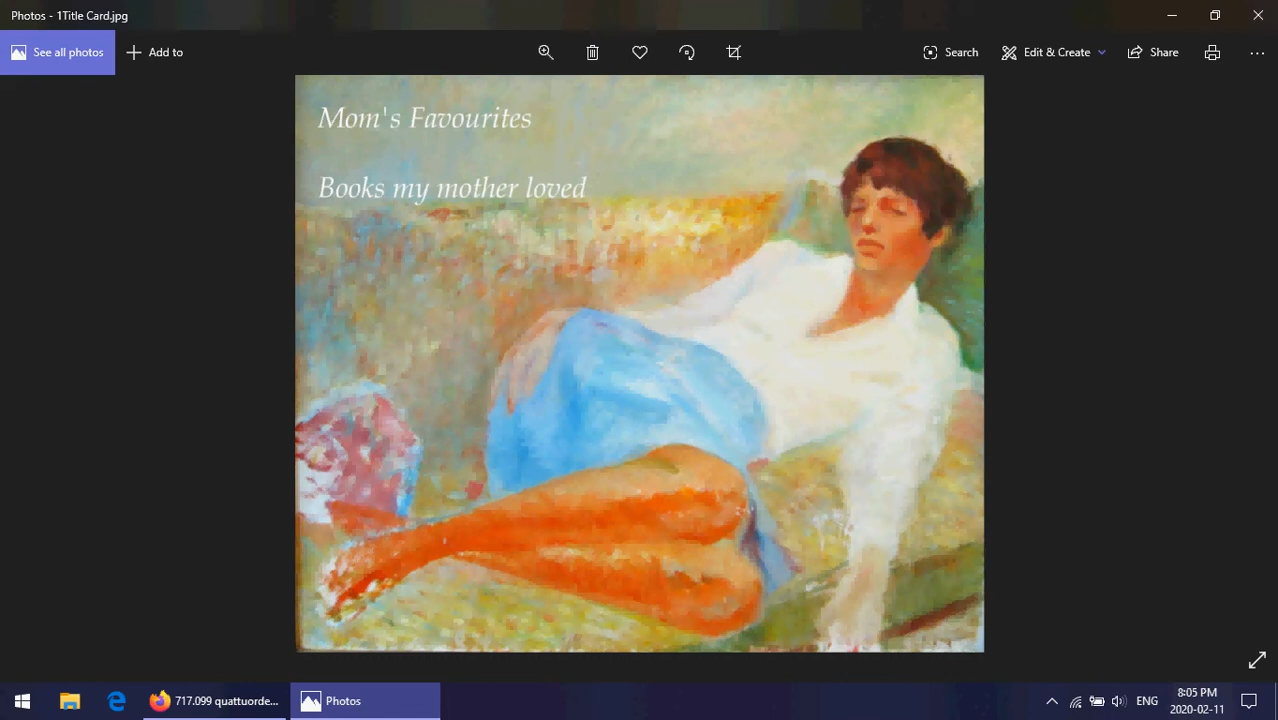 Photos - 1Title Card.jpg
See all photos
Add to
Search
Edit & Create
Share
Mom's Favourites
Books my mother loved
717.099 quattuorde...
Photos
ENG
8:05 PM
2020-02-11